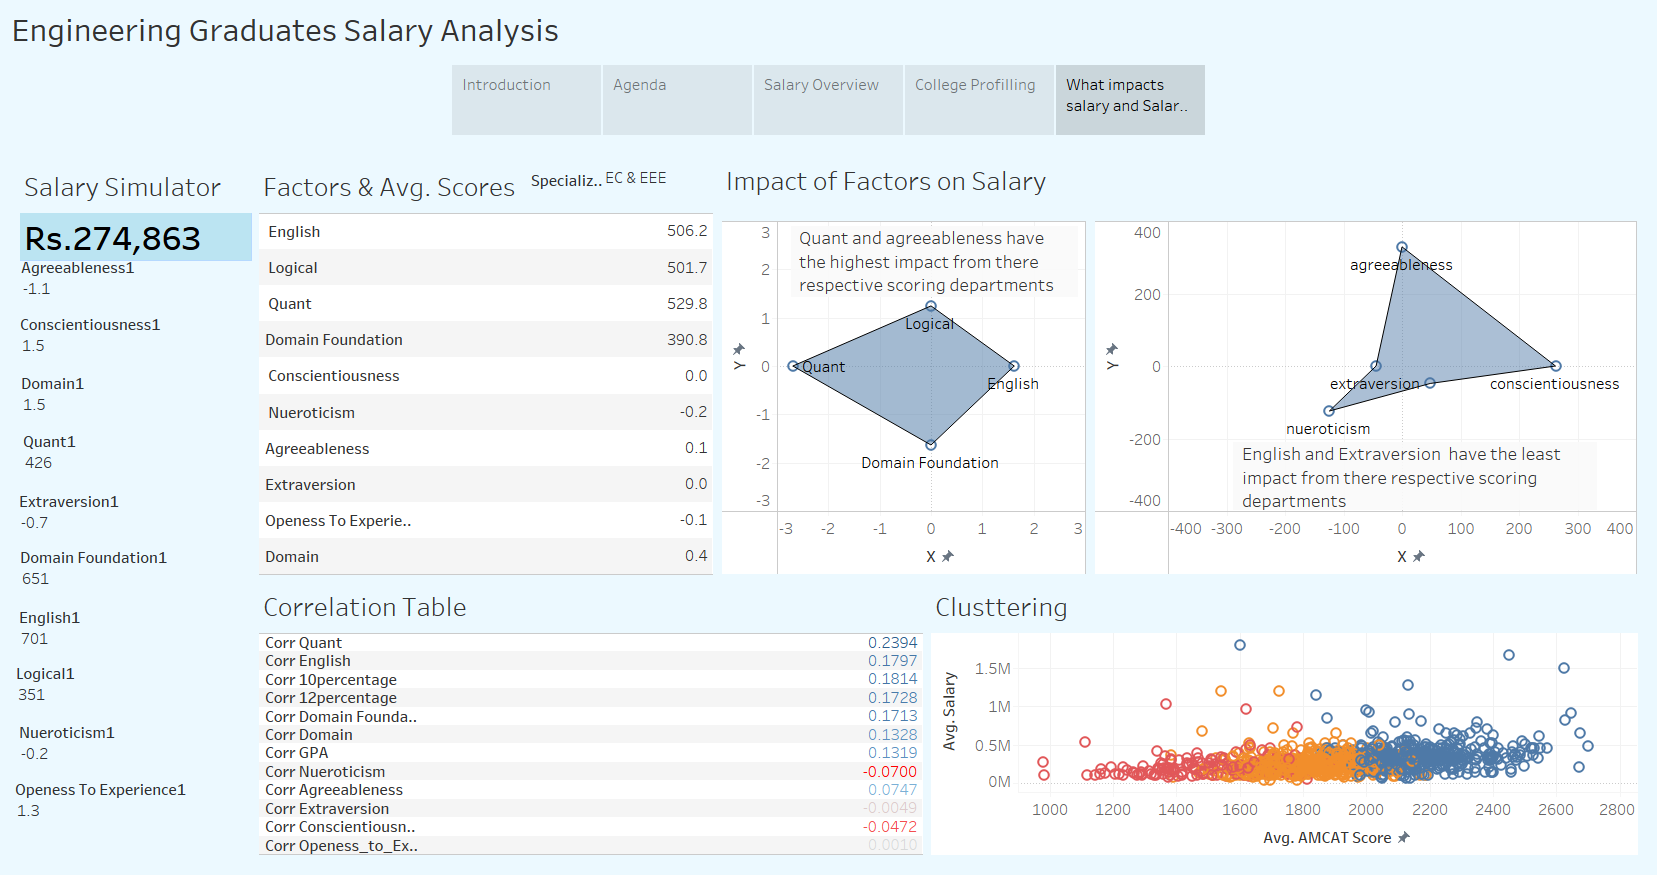 Engineering Graduates Salary Analysis
Introduction
Agenda
Salary Overview
College Profilling
What impacts
salary and Salar..
Salary Simulator
Rs.274,863
Agreeableness1
-1.1
Conscientiousness1
1.5
Domain1
1.5
Quant1
426
Extraversion1
-0.7
Domain Foundation1
651
English1
701
Logical1
351
Nueroticism1
-0.2
Openess To Experience1
1.3
Factors & Avg. Scores
Specializ.. EC & EEE
English 506.2
Logical 501.7
Quant 529.8
Domain Foundation 390.8
Conscientiousness 0.0
Nueroticism -0.2
Agreeableness 0.1
Extraversion 0.0
Openess To Experie.. -0.1
Domain 0.4
Impact of Factors on Salary
Quant and agreeableness have
the highest impact from there
respective scoring departments
3
2
1
0
-1
-2
-3
Y
Logical
Quant
English
Domain Foundation
-3 -2 -1 0 1 2 3
X
400
200
0
-200
-400
Y
agreeableness
extraversion
conscientiousness
nueroticism
English and Extraversion have the least
impact from there respective scoring
departments
-400 -300 -200 -100 0 100 200 300 400
X
Correlation Table
Corr Quant 0.2394
Corr English 0.1797
Corr 10percentage 0.1814
Corr 12percentage 0.1728
Corr Domain Founda.. 0.1713
Corr Domain 0.1328
Corr GPA 0.1319
Corr Nueroticism -0.0700
Corr Agreeableness 0.0747
Corr Extraversion -0.0049
Corr Conscientiousn.. -0.0472
Corr Openess_to_Ex.. 0.0010
Clusttering
Avg. Salary
1.5M
1M
0.5M
0M
1000 1200 1400 1600 1800 2000 2200 2400 2600 2800
Avg. AMCAT Score